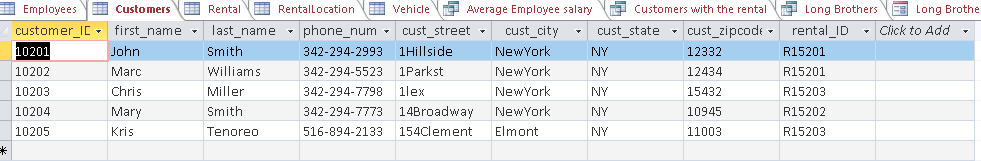 Employees Customers Rental RentalLocation Vehicle Average Employee salary Customers with the rental Long Brothers Long Brothe
customer_ID first_name last_name phone_num cust_street cust_city cust_state cust_zipcode rental_ID Click to Add
10201 John Smith 342-294-2993 1Hillside NewYork NY 12332 R15201
10202 Marc Williams 342-294-5523 1Parkst NewYork NY 12434 R15201
10203 Chris Miller 342-294-7798 1lex NewYork NY 15432 R15203
10204 Mary Smith 342-294-7773 14Broadway NewYork NY 10945 R15202
10205 Kris Tenoreo 516-894-2133 154Clement Elmont NY 11003 R15203